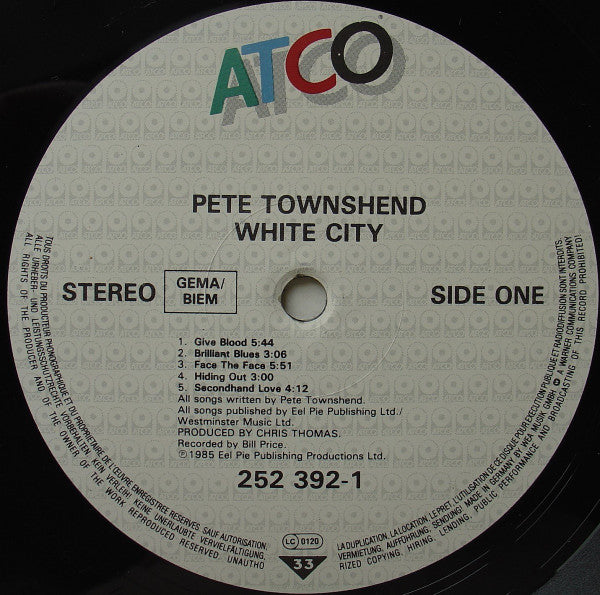 ATCO
PETE TOWNSHEND
WHITE CITY
STEREO
GEMA/
BIEM
SIDE ONE
1. Give Blood 5:44
2. Brilliant Blues 3:06
3. Face The Face 5:51
4. Hiding Out 3:00
5. Secondhand Love 4:12
All songs written by Pete Townshend.
All songs published by Eel Pie Publishing Ltd./
Westminster Music Ltd.
PRODUCED BY CHRIS THOMAS.
Recorded by Bill Price.
℗ 1985 Eel Pie Publishing Productions Ltd.
252 392-1
LC 0120
33
TOUS DROITS DU PRODUCTEUR PHONOGRAPHIQUE ET DU PROPRIETAIRE DE L'ŒUVRE ENREGISTREE RESERVES. SAUF AUTORISATION, LA DUPLICATION, LA LOCATION, LE PRET, L'UTILISATION DE CE DISQUE POUR EXECUTION PUBLIQUE ET RADIODIFFUSION SONT INTERDITS.
ALLE URHEBER- UND LEISTUNGSSCHUTZRECHTE VORBEHALTEN. KEIN VERLEIH! KEINE UNERLAUBTE VERVIELFÄLTIGUNG, VERMIETUNG, AUFFÜHRUNG, SENDUNG! MADE IN GERMANY BY WEA MUSIK GMBH A WARNER COMMUNICATIONS COMPANY
ALL RIGHTS OF THE PRODUCER AND OF THE OWNER OF THE WORK REPRODUCED RESERVED. UNAUTHO RIZED COPYING, HIRING, LENDING, PUBLIC PERFORMANCE AND BROADCASTING OF THIS RECORD PROHIBITED!